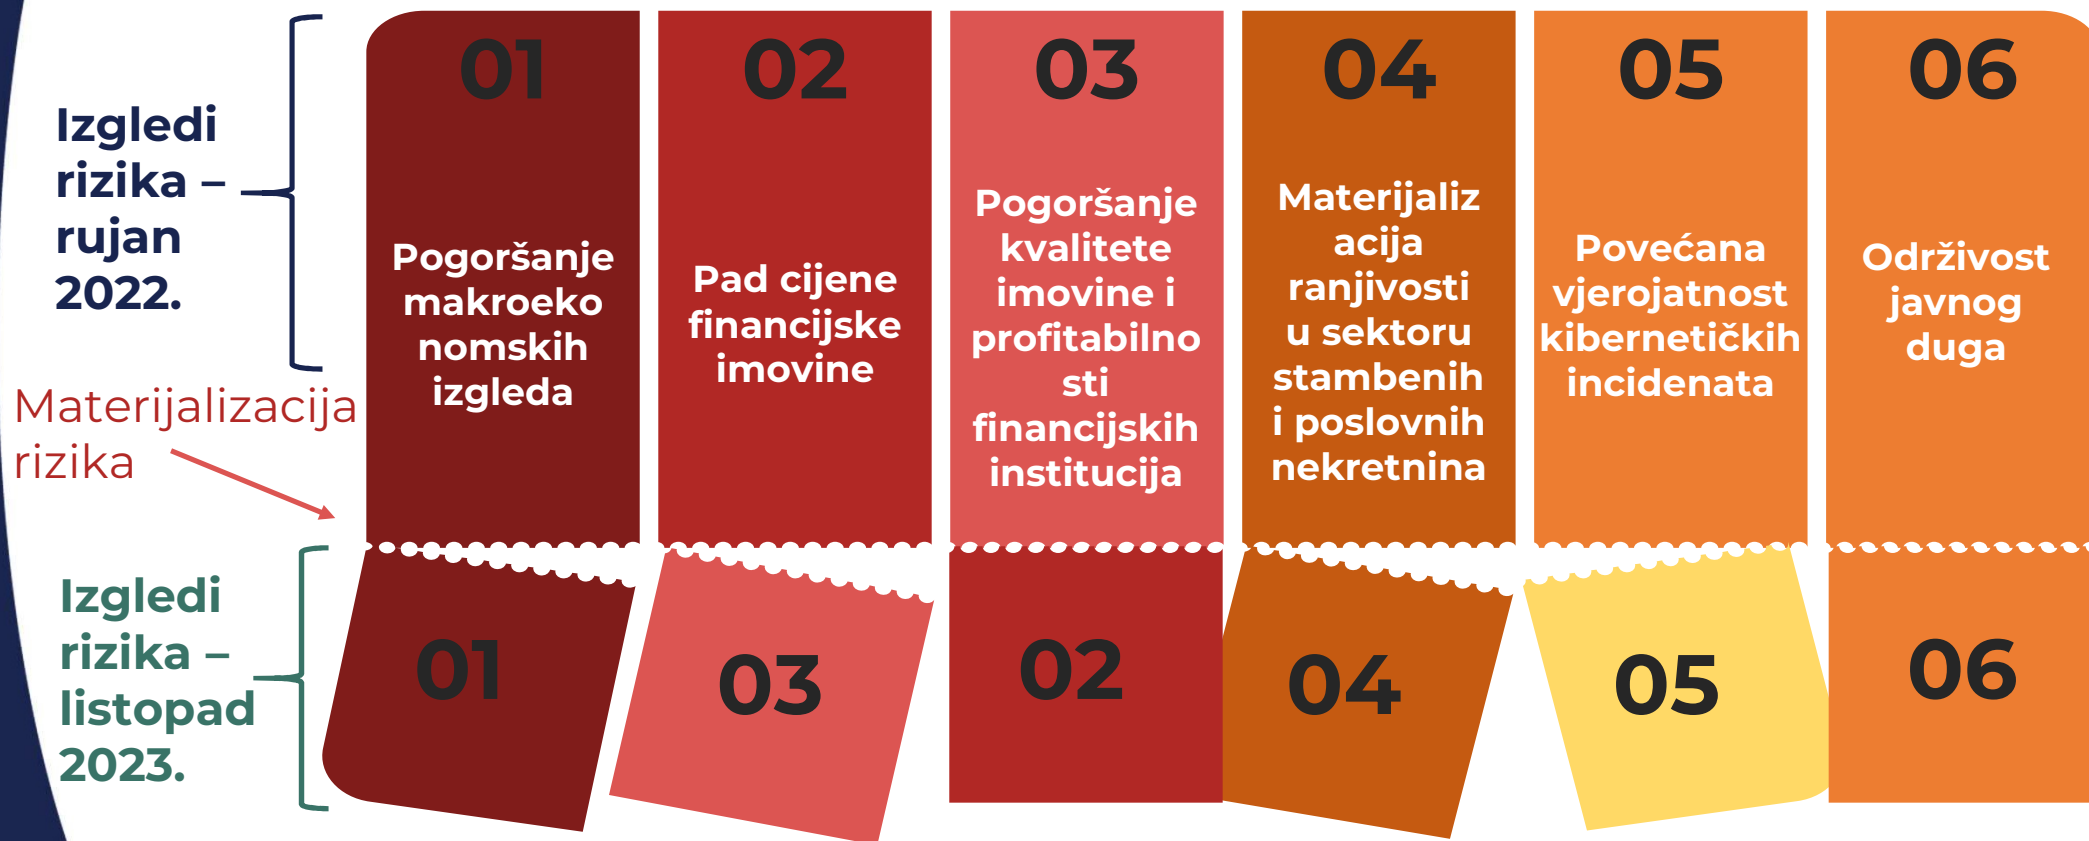 Izgledi
rizika –
rujan
2022.
Materijalizacija
rizika
Izgledi
rizika –
listopad
2023.
01
Pogoršanje
makroeko
nomskih
izgleda
02
Pad cijene
financijske
imovine
03
Pogoršanje
kvalitete
imovine i
profitabilno
sti
financijskih
institucija
04
Materijaliz
acija
ranjivosti
u sektoru
stambenih
i poslovnih
nekretnina
05
Povećana
vjerojatnost
kibernetičkih
incidenata
06
Održivost
javnog
duga
01
03
02
04
05
06